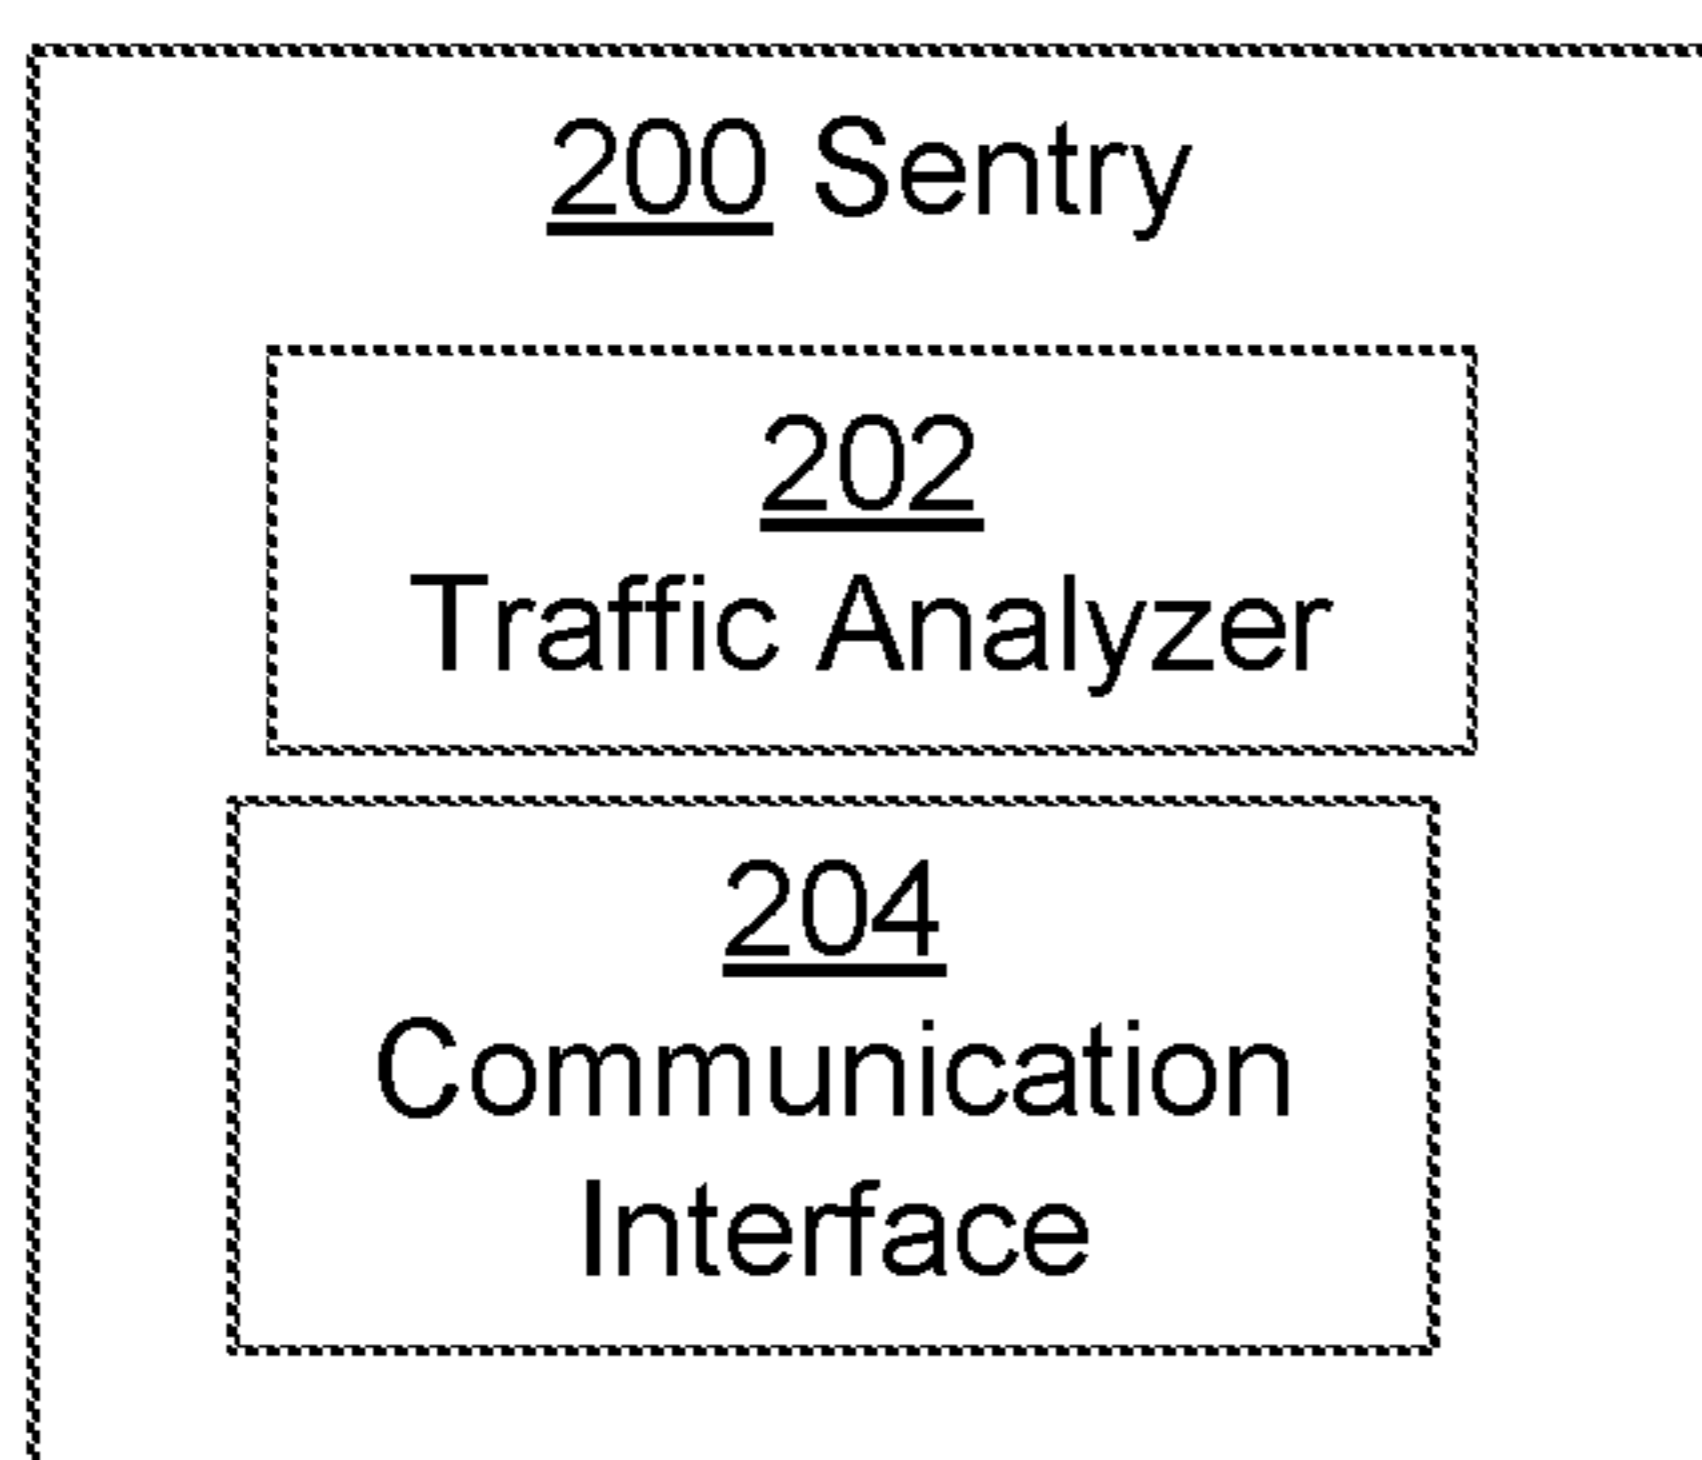 200 Sentry
202
Traffic Analyzer
204
Communication
Interface